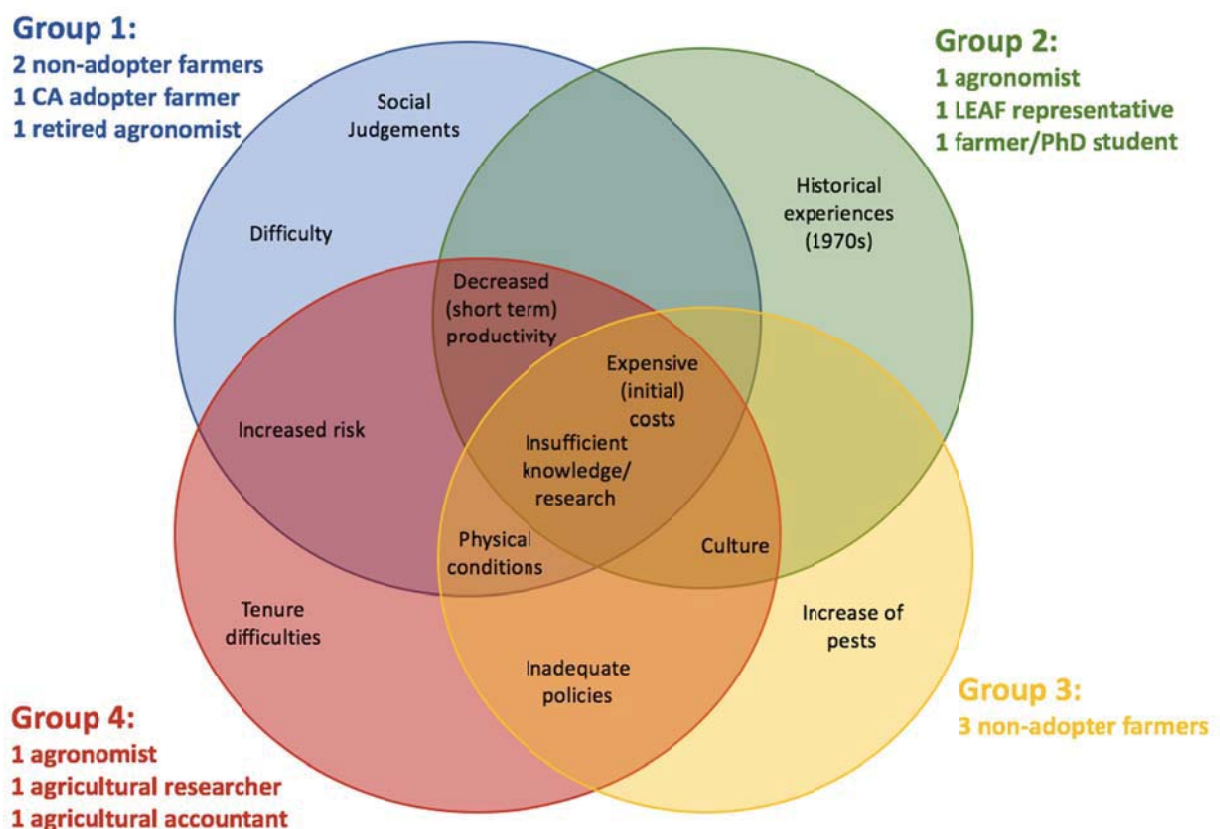 Group 1:
2 non-adopter farmers
1 CA adopter farmer
1 retired agronomist
Group 2:
1 agronomist
1 LEAF representative
1 farmer/PhD student
Social
Judgements
Historical
experiences
(1970s)
Difficulty
Decreased
(short term)
productivity
Expensive
(initial)
costs
Increased risk
Insufficient
knowledge/
research
Physical
conditions
Culture
Tenure
difficulties
Increase of
pests
Inadequate
policies
Group 4:
1 agronomist
1 agricultural researcher
1 agricultural accountant
Group 3:
3 non-adopter farmers